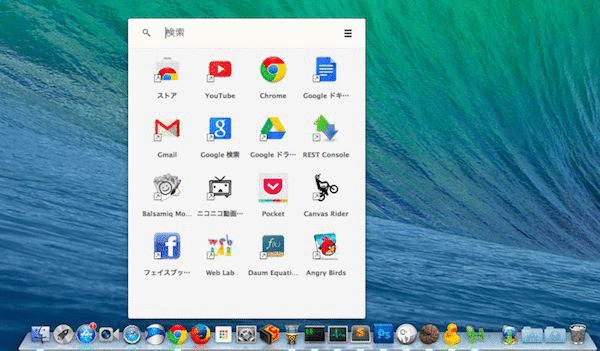 検索
ストア
YouTube
Chrome
Google ドキ…
Gmail
Google 検索
Google ドラ…
REST Console
Balsamiq Mo…
ニコニコ動画…
Pocket
Canvas Rider
フェイスブッ…
Web Lab
Daum Equati…
Angry Birds